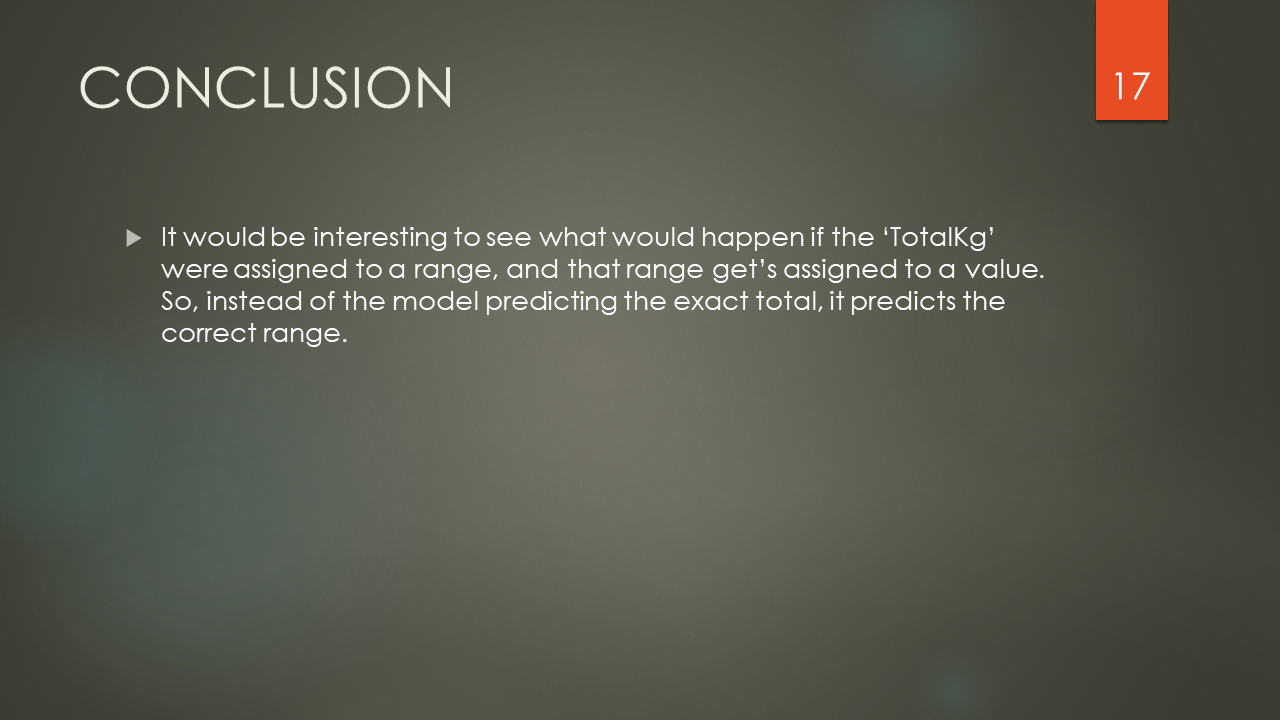 CONCLUSION
17
It would be interesting to see what would happen if the ‘TotalKg’
were assigned to a range, and that range get’s assigned to a value.
So, instead of the model predicting the exact total, it predicts the
correct range.